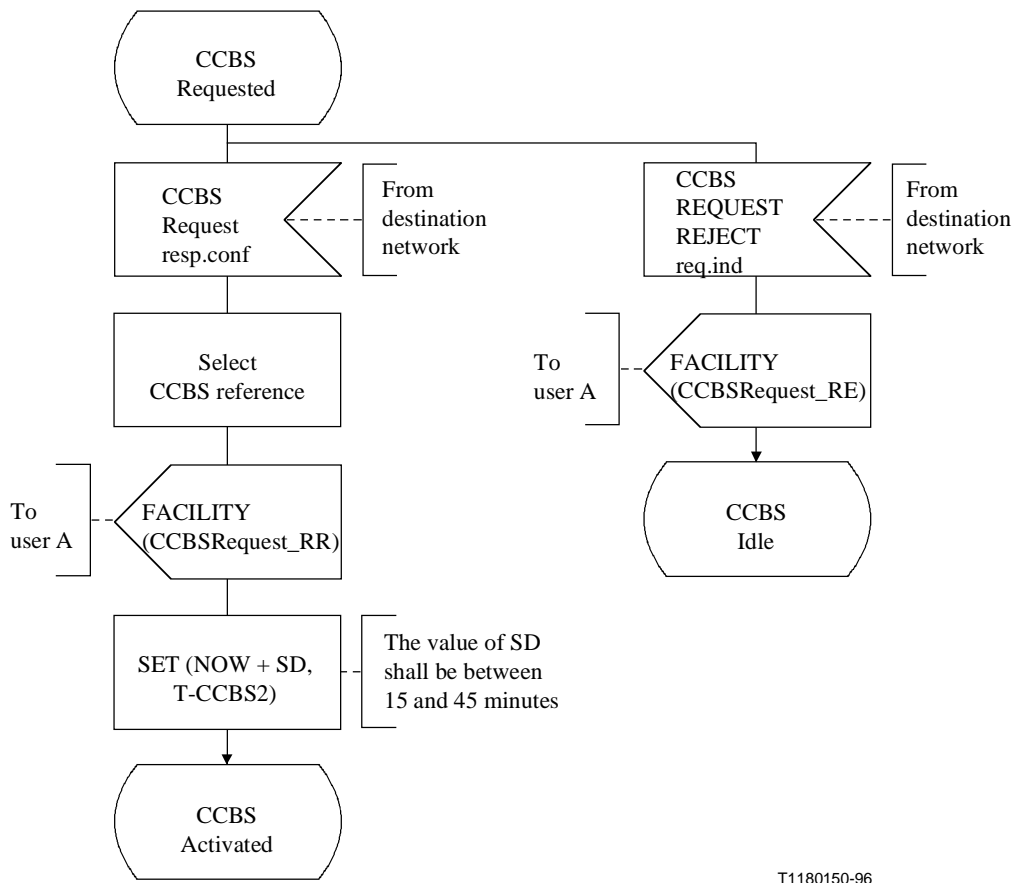 CCBS
Requested
CCBS
Request
resp.conf
From
destination
network
CCBS
REQUEST
REJECT
req.ind
From
destination
network
Select
CCBS reference
To
user A
FACILITY
(CCBSRequest_RE)
To
user A
FACILITY
(CCBSRequest_RR)
CCBS
Idle
SET (NOW + SD,
T-CCBS2)
The value of SD
shall be between
15 and 45 minutes
CCBS
Activated
T1180150-96